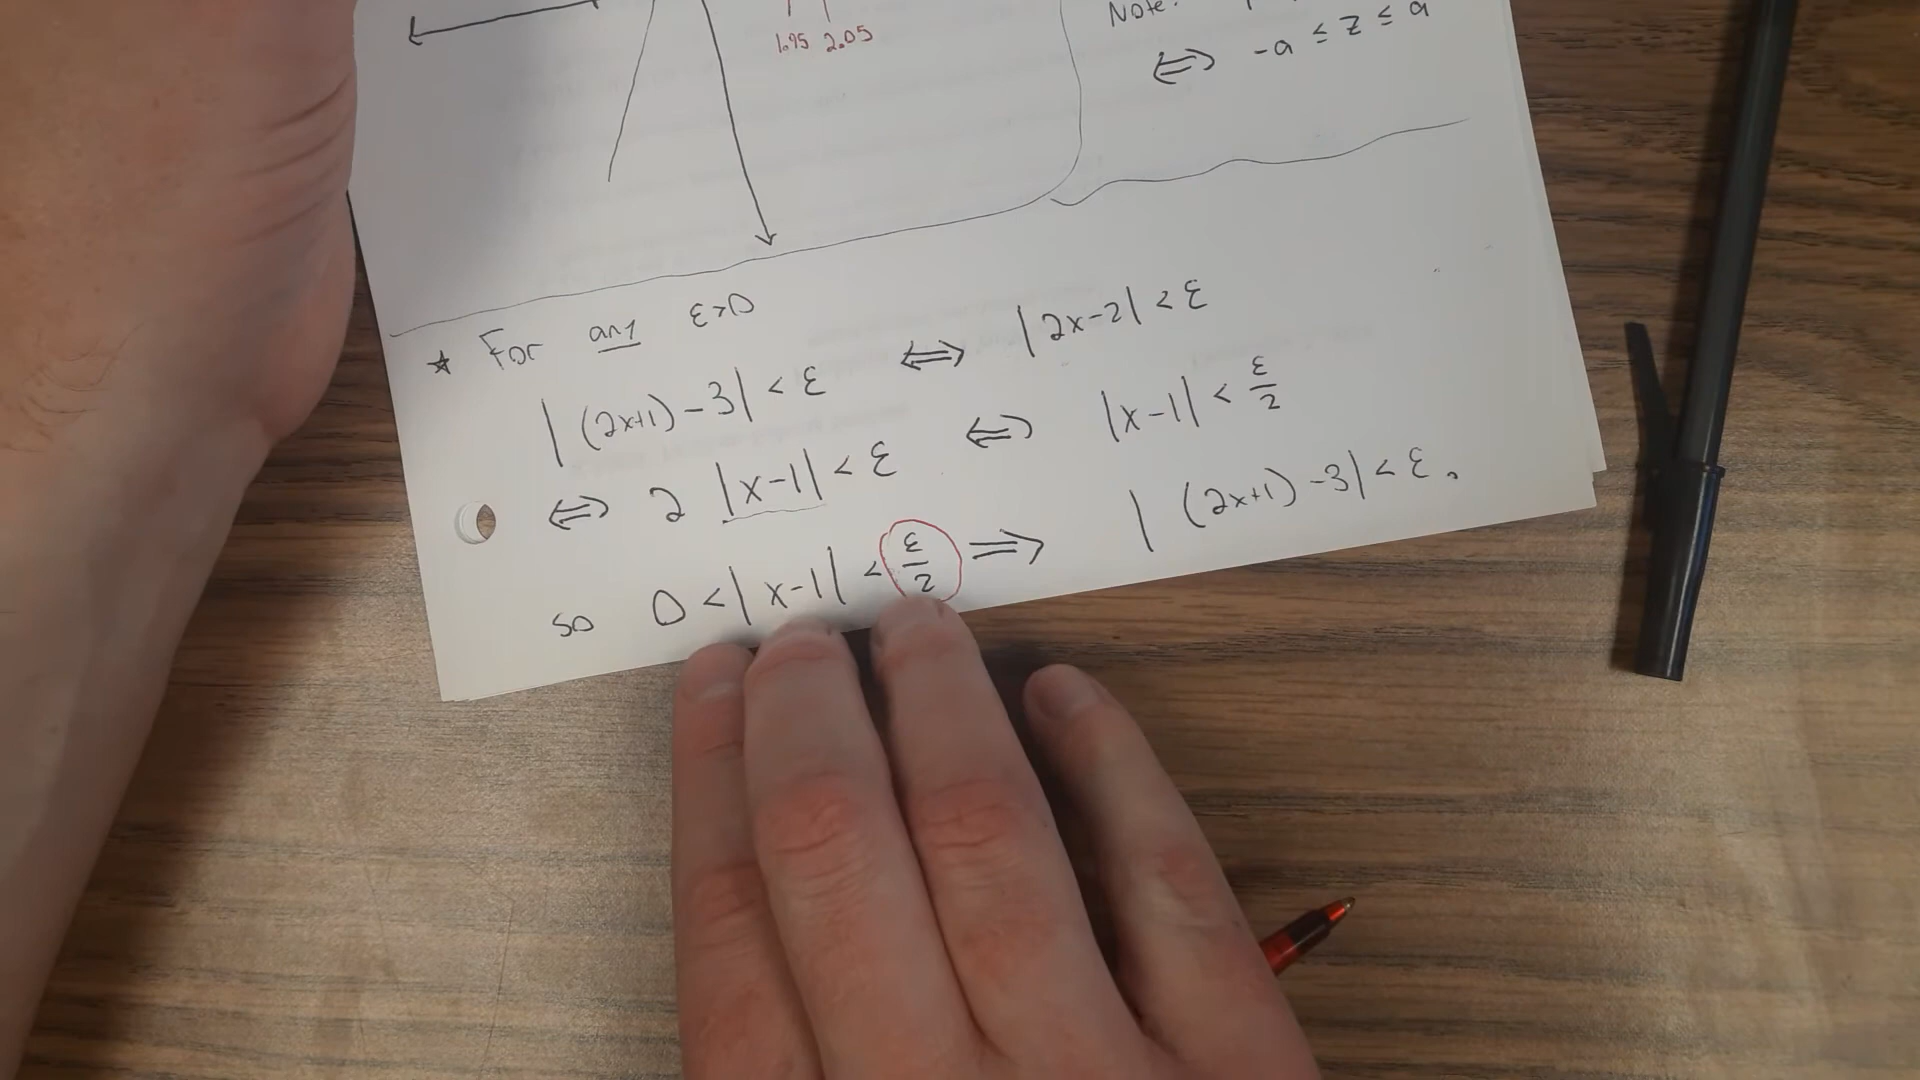 1.95 2.05
Note:
⟺ -a ≤ z ≤ a
★ For any ε>0
|(2x+1)-3| < ε ⟺ |2x-2| < ε
⟺ 2 |x-1| < ε ⟺ |x-1| < ε/2
so 0 < |x-1| < ε/2 ⟹ |(2x+1)-3| < ε.